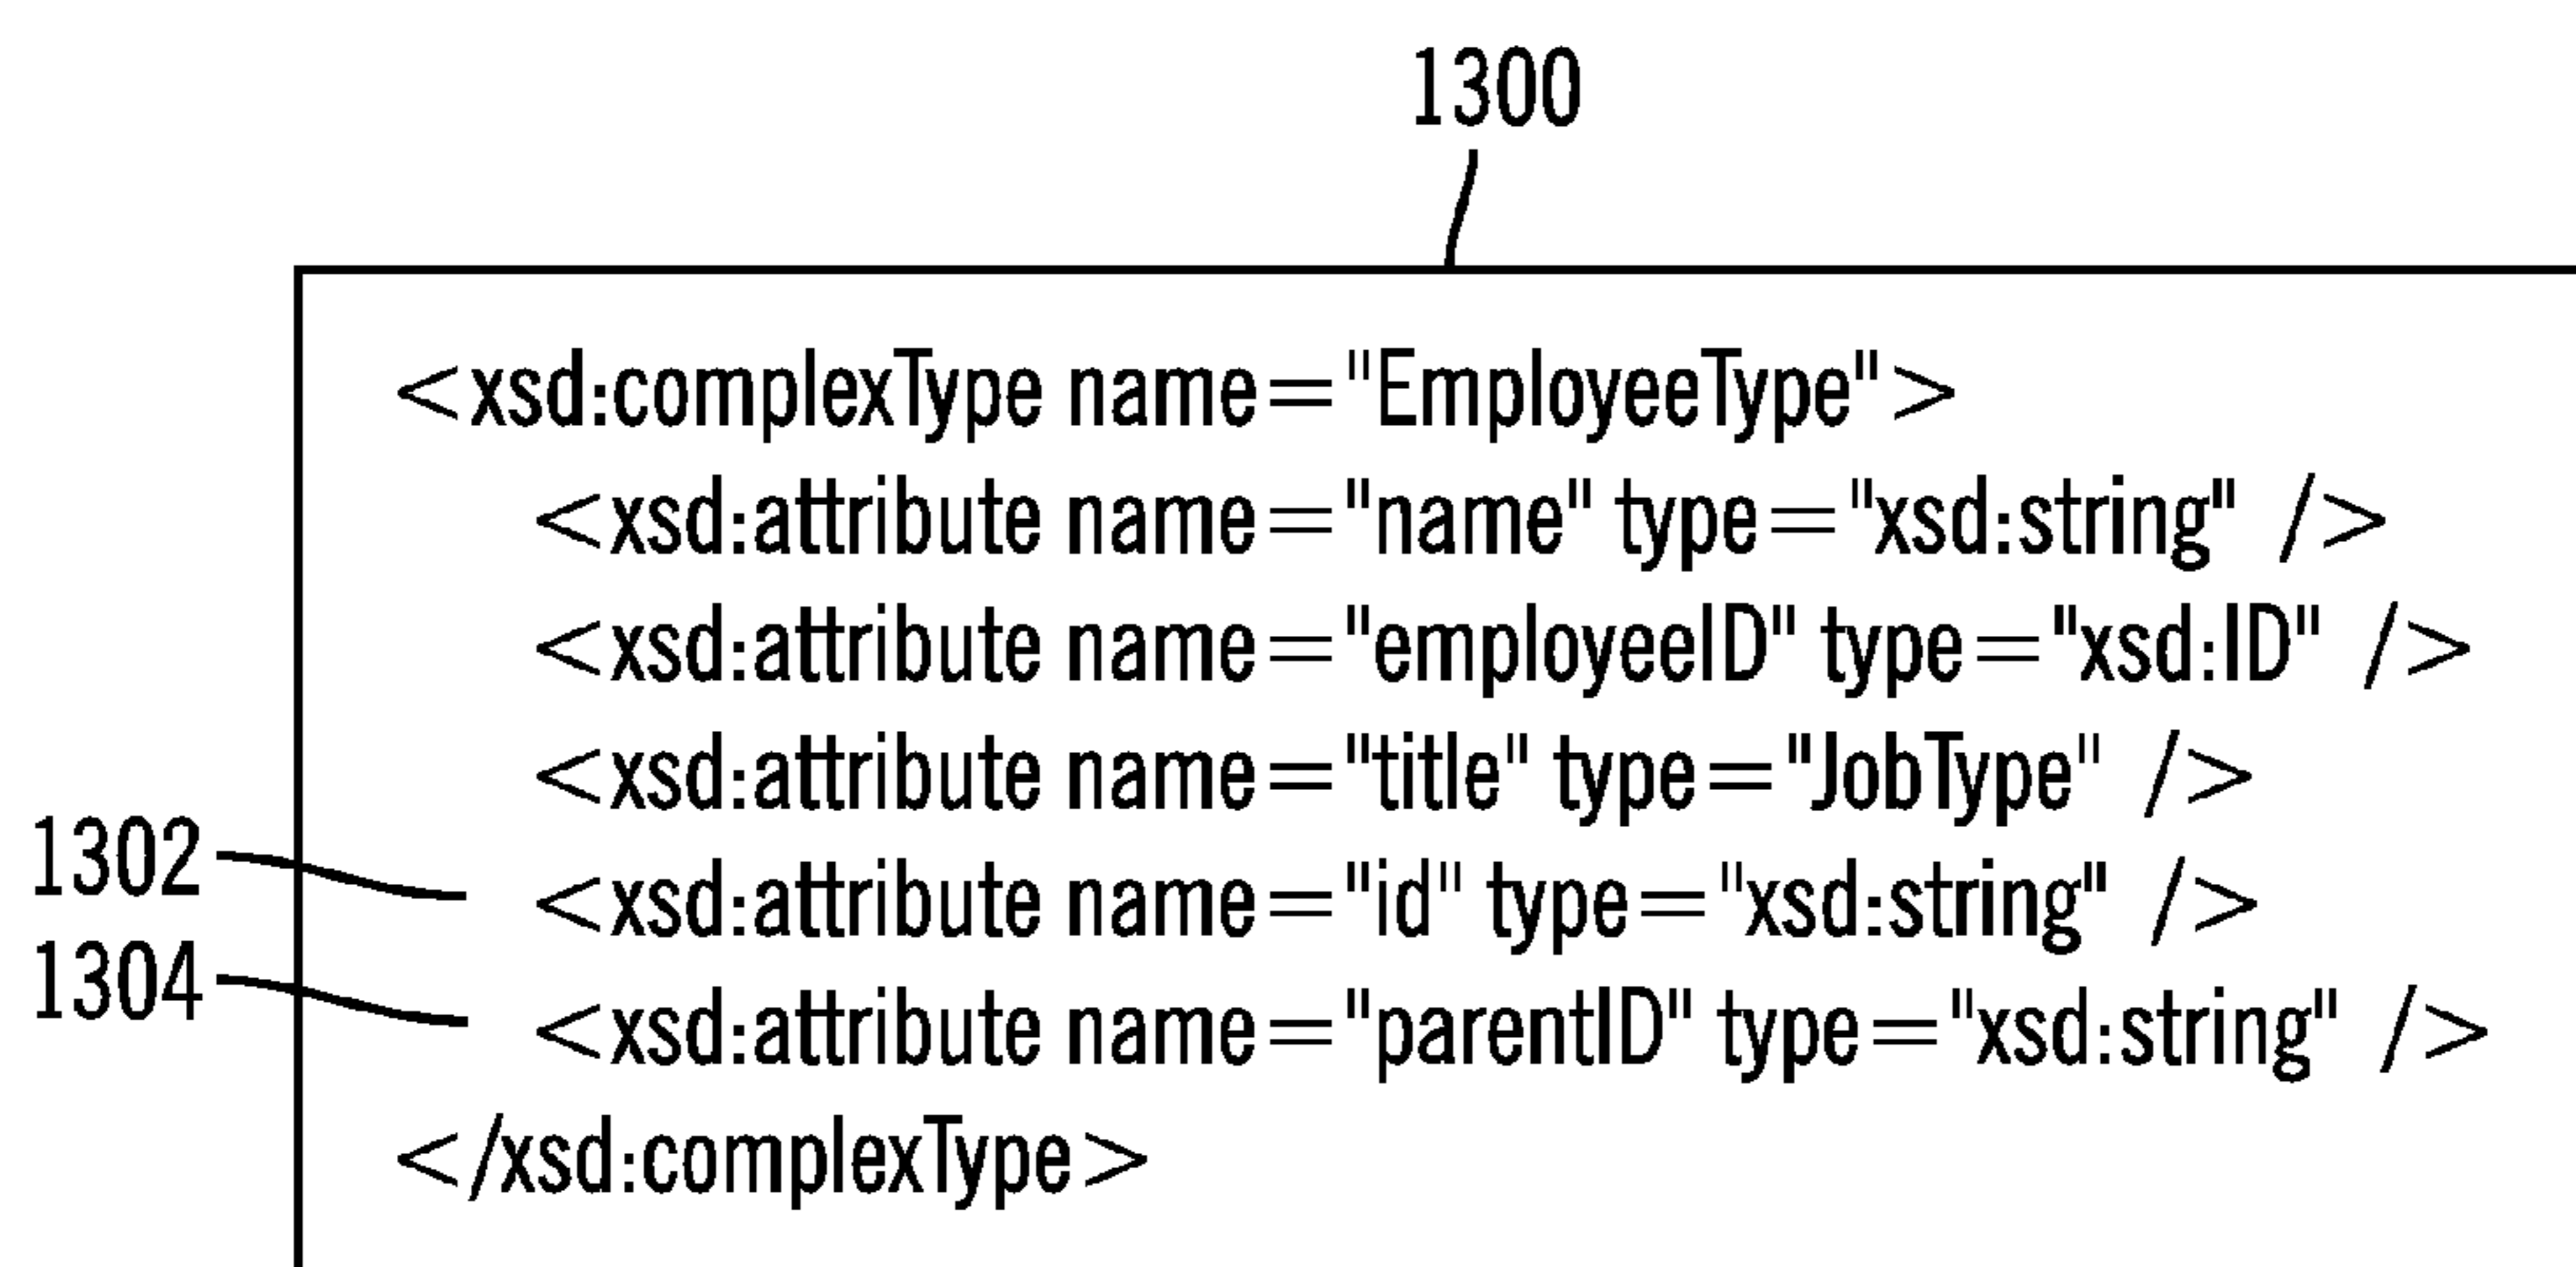 1300
<xsd:complexType name="EmployeeType">
<xsd:attribute name="name" type="xsd:string" />
<xsd:attribute name="employeeID" type="xsd:ID" />
<xsd:attribute name="title" type="JobType" />
1302 <xsd:attribute name="id" type="xsd:string" />
1304 <xsd:attribute name="parentID" type="xsd:string" />
</xsd:complexType>